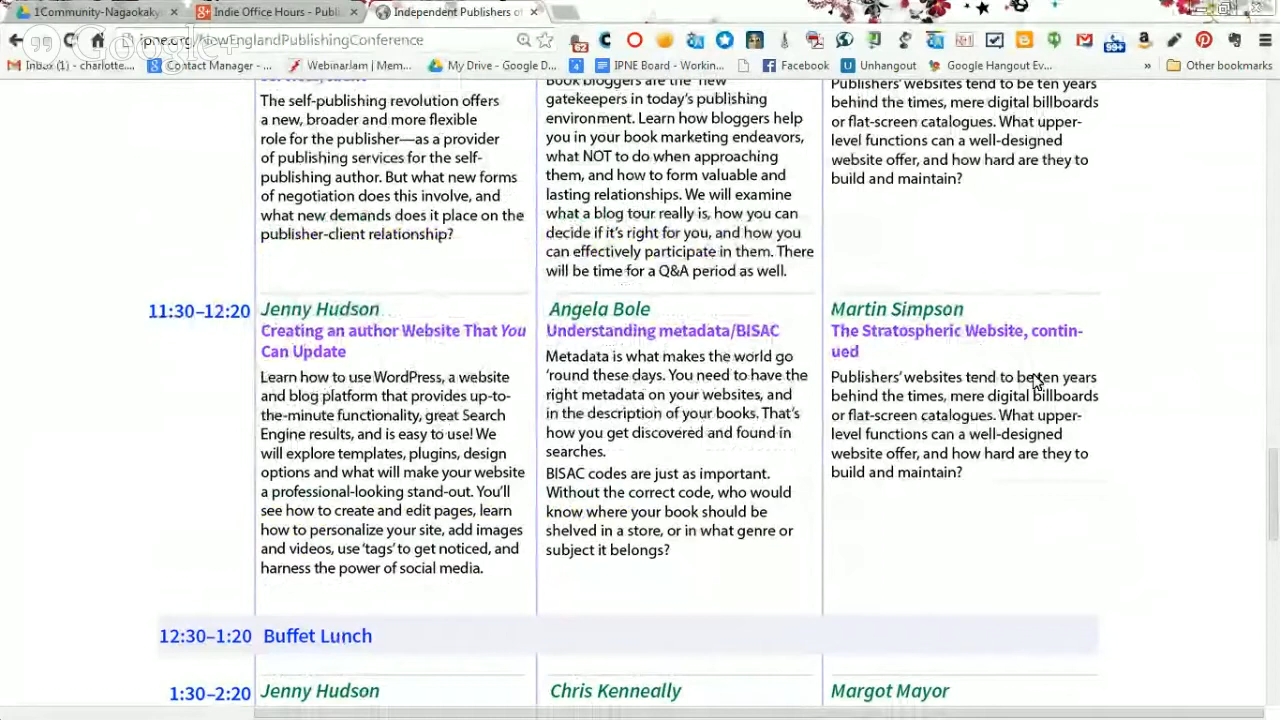 1Community-Nagaokaky
Indie Office Hours - Publi
Independent Publishers of
Google+
ipne.org/NewEnglandPublishingConference
62
99+
Inbox (1) - charlotte....
Contact Manager - ...
Webinarlam | Mem...
My Drive - Google D...
4
IPNE Board - Workin...
Facebook
Unhangout
Google Hangout Ev...
»
Other bookmarks
The self-publishing revolution offers
a new, broader and more flexible
role for the publisher—as a provider
of publishing services for the self-
publishing author. But what new forms
of negotiation does this involve, and
what new demands does it place on the
publisher-client relationship?
Book bloggers are the 'new
gatekeepers in today's publishing
environment. Learn how bloggers help
you in your book marketing endeavors,
what NOT to do when approaching
them, and how to form valuable and
lasting relationships. We will examine
what a blog tour really is, how you can
decide if it's right for you, and how you
can effectively participate in them. There
will be time for a Q&A period as well.
Publishers' websites tend to be ten years
behind the times, mere digital billboards
or flat-screen catalogues. What upper-
level functions can a well-designed
website offer, and how hard are they to
build and maintain?
11:30–12:20
Jenny Hudson
Creating an author Website That You
Can Update
Learn how to use WordPress, a website
and blog platform that provides up-to-
the-minute functionality, great Search
Engine results, and is easy to use! We
will explore templates, plugins, design
options and what will make your website
a professional-looking stand-out. You'll
see how to create and edit pages, learn
how to personalize your site, add images
and videos, use 'tags' to get noticed, and
harness the power of social media.
Angela Bole
Understanding metadata/BISAC
Metadata is what makes the world go
'round these days. You need to have the
right metadata on your websites, and
in the description of your books. That's
how you get discovered and found in
searches.
BISAC codes are just as important.
Without the correct code, who would
know where your book should be
shelved in a store, or in what genre or
subject it belongs?
Martin Simpson
The Stratospheric Website, contin-
ued
Publishers' websites tend to be ten years
behind the times, mere digital billboards
or flat-screen catalogues. What upper-
level functions can a well-designed
website offer, and how hard are they to
build and maintain?
12:30–1:20 Buffet Lunch
1:30–2:20
Jenny Hudson
Chris Kenneally
Margot Mayor